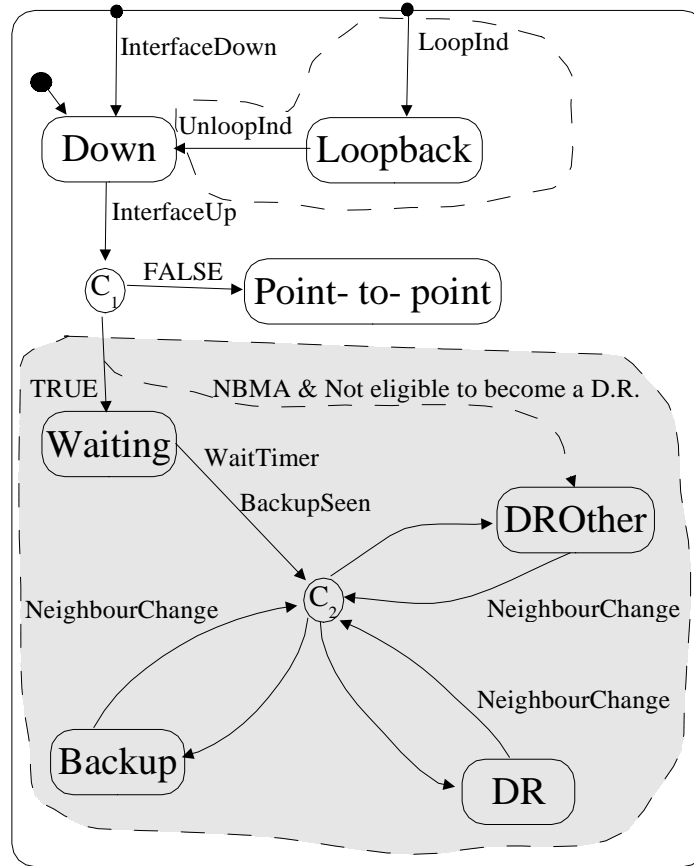 InterfaceDown
LoopInd
UnloopInd
Down
Loopback
InterfaceUp
C1
FALSE
Point- to- point
TRUE
NBMA & Not eligible to become a D.R.
Waiting
WaitTimer
BackupSeen
DROther
C2
NeighbourChange
NeighbourChange
NeighbourChange
Backup
DR